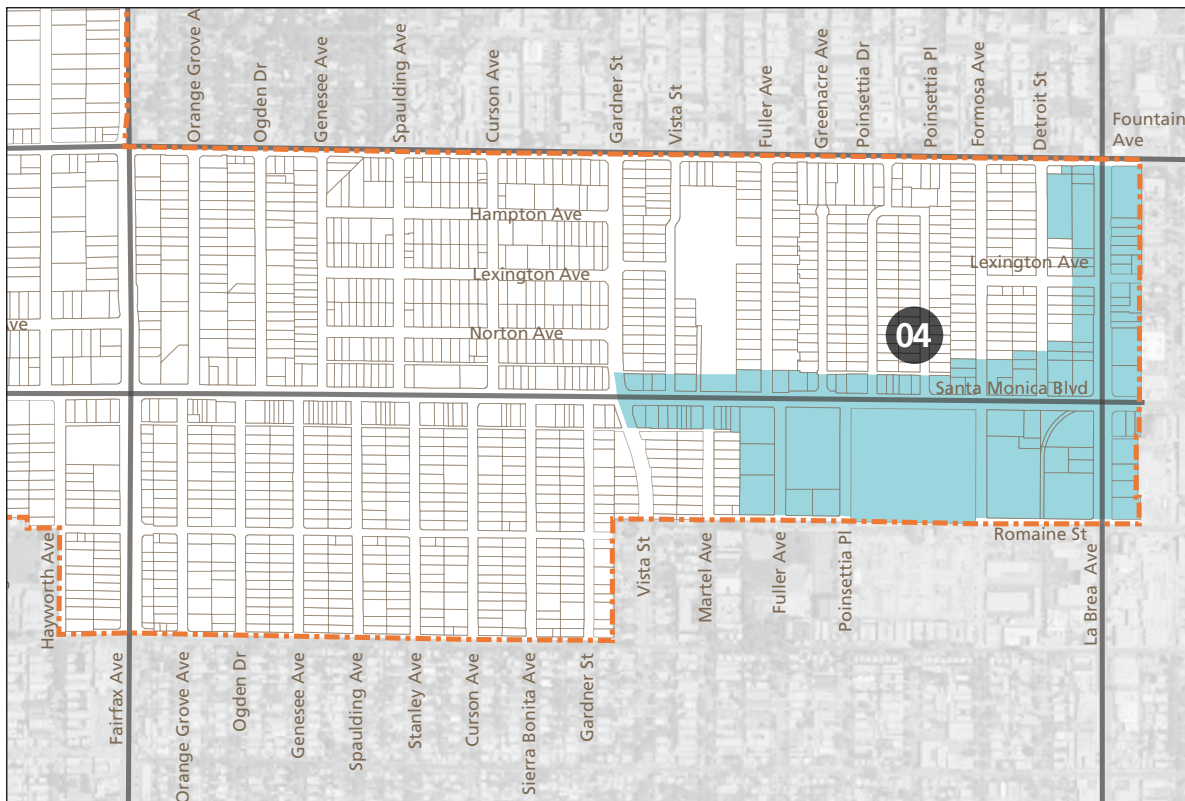 Orange Grove A
Ogden Dr
Genesee Ave
Spaulding Ave
Curson Ave
Gardner St
Vista St
Fuller Ave
Greenacre Ave
Poinsettia Dr
Poinsettia Pl
Formosa Ave
Detroit St
Fountain
Ave
Hampton Ave
Lexington Ave
Lexington Ave
Norton Ave
ve
04
Santa Monica Blvd
Romaine St
Hayworth Ave
Vista St
Martel Ave
Fuller Ave
Poinsettia Pl
La Brea Ave
Fairfax Ave
Orange Grove Ave
Ogden Dr
Genesee Ave
Spaulding Ave
Stanley Ave
Curson Ave
Sierra Bonita Ave
Gardner St